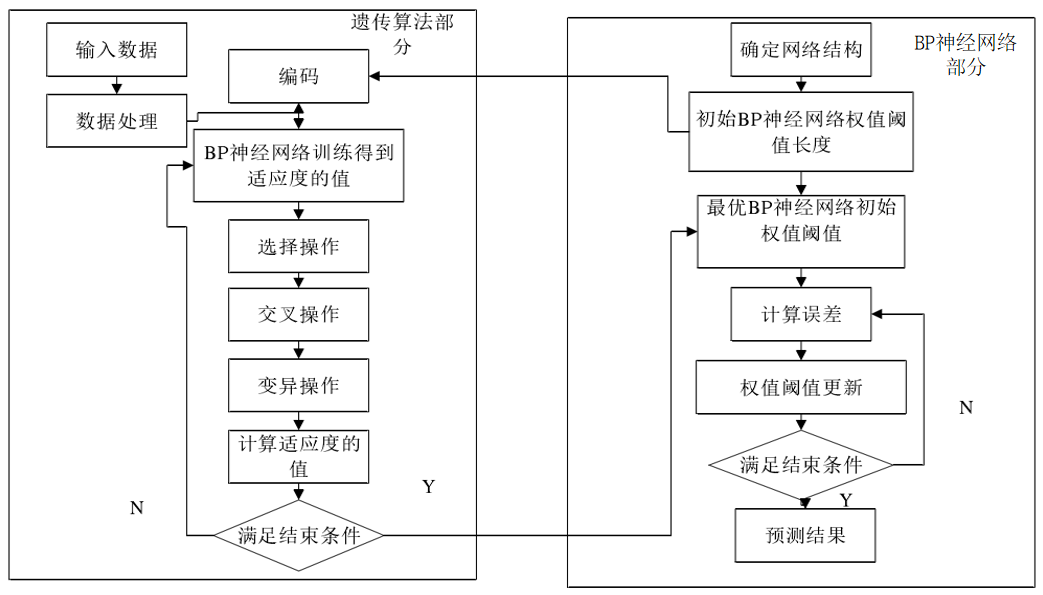 遗传算法部
分
输入数据
编码
数据处理
BP神经网络训练得到
适应度的值
选择操作
交叉操作
变异操作
计算适应度的
值
Y
N
满足结束条件
BP神经网络
部分
确定网络结构
初始BP神经网络权值阈
值长度
最优BP神经网络初始
权值阈值
计算误差
权值阈值更新
N
满足结束条件
Y
预测结果